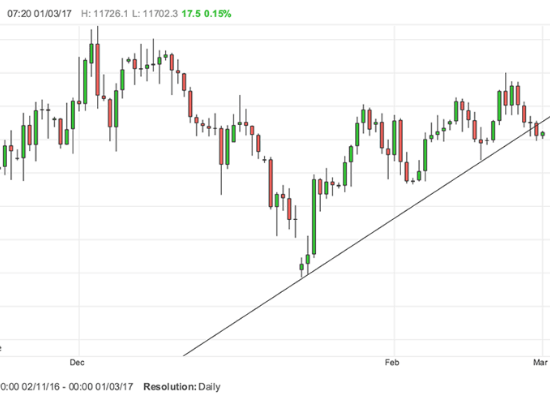 07:20 01/03/17 H: 11726.1 L: 11702.3 17.5 0.15%
Dec Feb Mar
0:00 02/11/16 - 00:00 01/03/17 Resolution: Daily